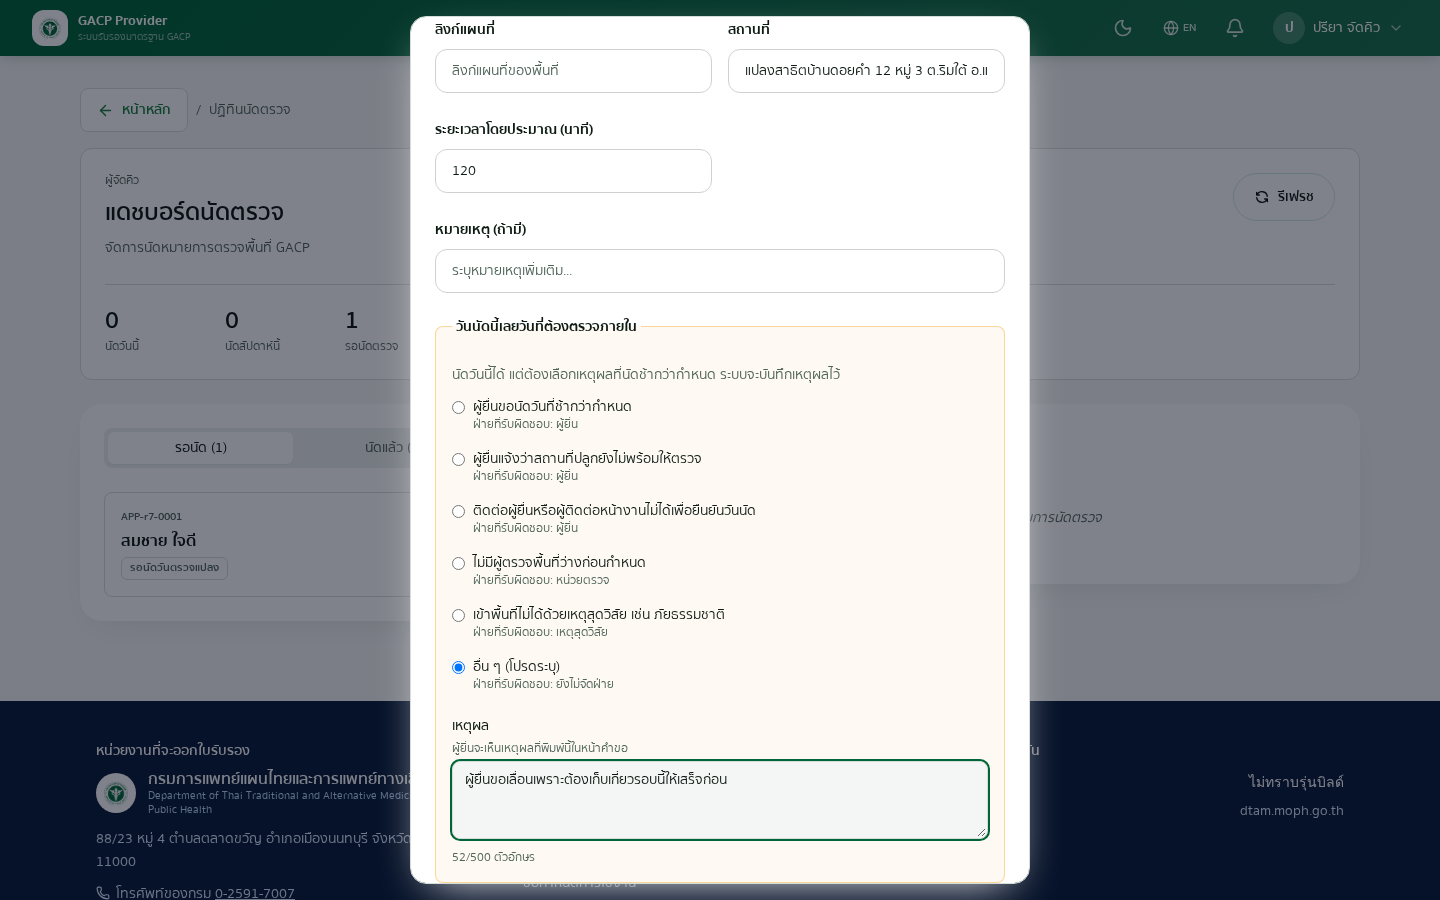 GACP Provider
ระบบรับรองมาตรฐาน GACP
EN
ป
ปรียา จัดคิว
หน้าหลัก
/ ปฏิทินนัดตรวจ
ผู้จัดคิว
แดชบอร์ดนัดตรวจ
จัดการนัดหมายการตรวจพื้นที่ GACP
รีเฟรช
0
นัดวันนี้
0
นัดสัปดาห์นี้
1
รอนัดตรวจ
รอนัด (1)
นัดแล้ว (
APP-r7-0001
สมชาย ใจดี
รอนัดวันตรวจแปลง
การนัดตรวจ
ลิงก์แผนที่
ลิงก์แผนที่ของพื้นที่
สถานที่
แปลงสาธิตบ้านดอยคำ 12 หมู่ 3 ต.ริมใต้ อ.แ
ระยะเวลาโดยประมาณ (นาที)
120
หมายเหตุ (ถ้ามี)
ระบุหมายเหตุเพิ่มเติม...
วันนัดนี้เลยวันที่ต้องตรวจภายใน
นัดวันนี้ได้ แต่ต้องเลือกเหตุผลที่นัดช้ากว่ากำหนด ระบบจะบันทึกเหตุผลไว้
ผู้ยื่นขอนัดวันที่ช้ากว่ากำหนด
ฝ่ายที่รับผิดชอบ: ผู้ยื่น
ผู้ยื่นแจ้งว่าสถานที่ปลูกยังไม่พร้อมให้ตรวจ
ฝ่ายที่รับผิดชอบ: ผู้ยื่น
ติดต่อผู้ยื่นหรือผู้ติดต่อหน้างานไม่ได้เพื่อยืนยันวันนัด
ฝ่ายที่รับผิดชอบ: ผู้ยื่น
ไม่มีผู้ตรวจพื้นที่ว่างก่อนกำหนด
ฝ่ายที่รับผิดชอบ: หน่วยตรวจ
เข้าพื้นที่ไม่ได้ด้วยเหตุสุดวิสัย เช่น ภัยธรรมชาติ
ฝ่ายที่รับผิดชอบ: เหตุสุดวิสัย
อื่น ๆ (โปรดระบุ)
ฝ่ายที่รับผิดชอบ: ยังไม่จัดฝ่าย
เหตุผล
ผู้ยื่นจะเห็นเหตุผลที่พิมพ์นี้ในหน้าคำขอ
ผู้ยื่นขอเลื่อนเพราะต้องเก็บเกี่ยวรอบนี้ให้เสร็จก่อน
52/500 ตัวอักษร
หน่วยงานที่จะออกใบรับรอง
กรมการแพทย์แผนไทยและการแพทย์ทางเ
Department of Thai Traditional and Alternative Medic
Public Health
88/23 หมู่ 4 ตำบลตลาดขวัญ อำเภอเมืองนนทบุรี จังหวัด
11000
โทรศัพท์ของกรม 0-2591-7007
ไม่ทราบรุ่นบิลด์
dtam.moph.go.th